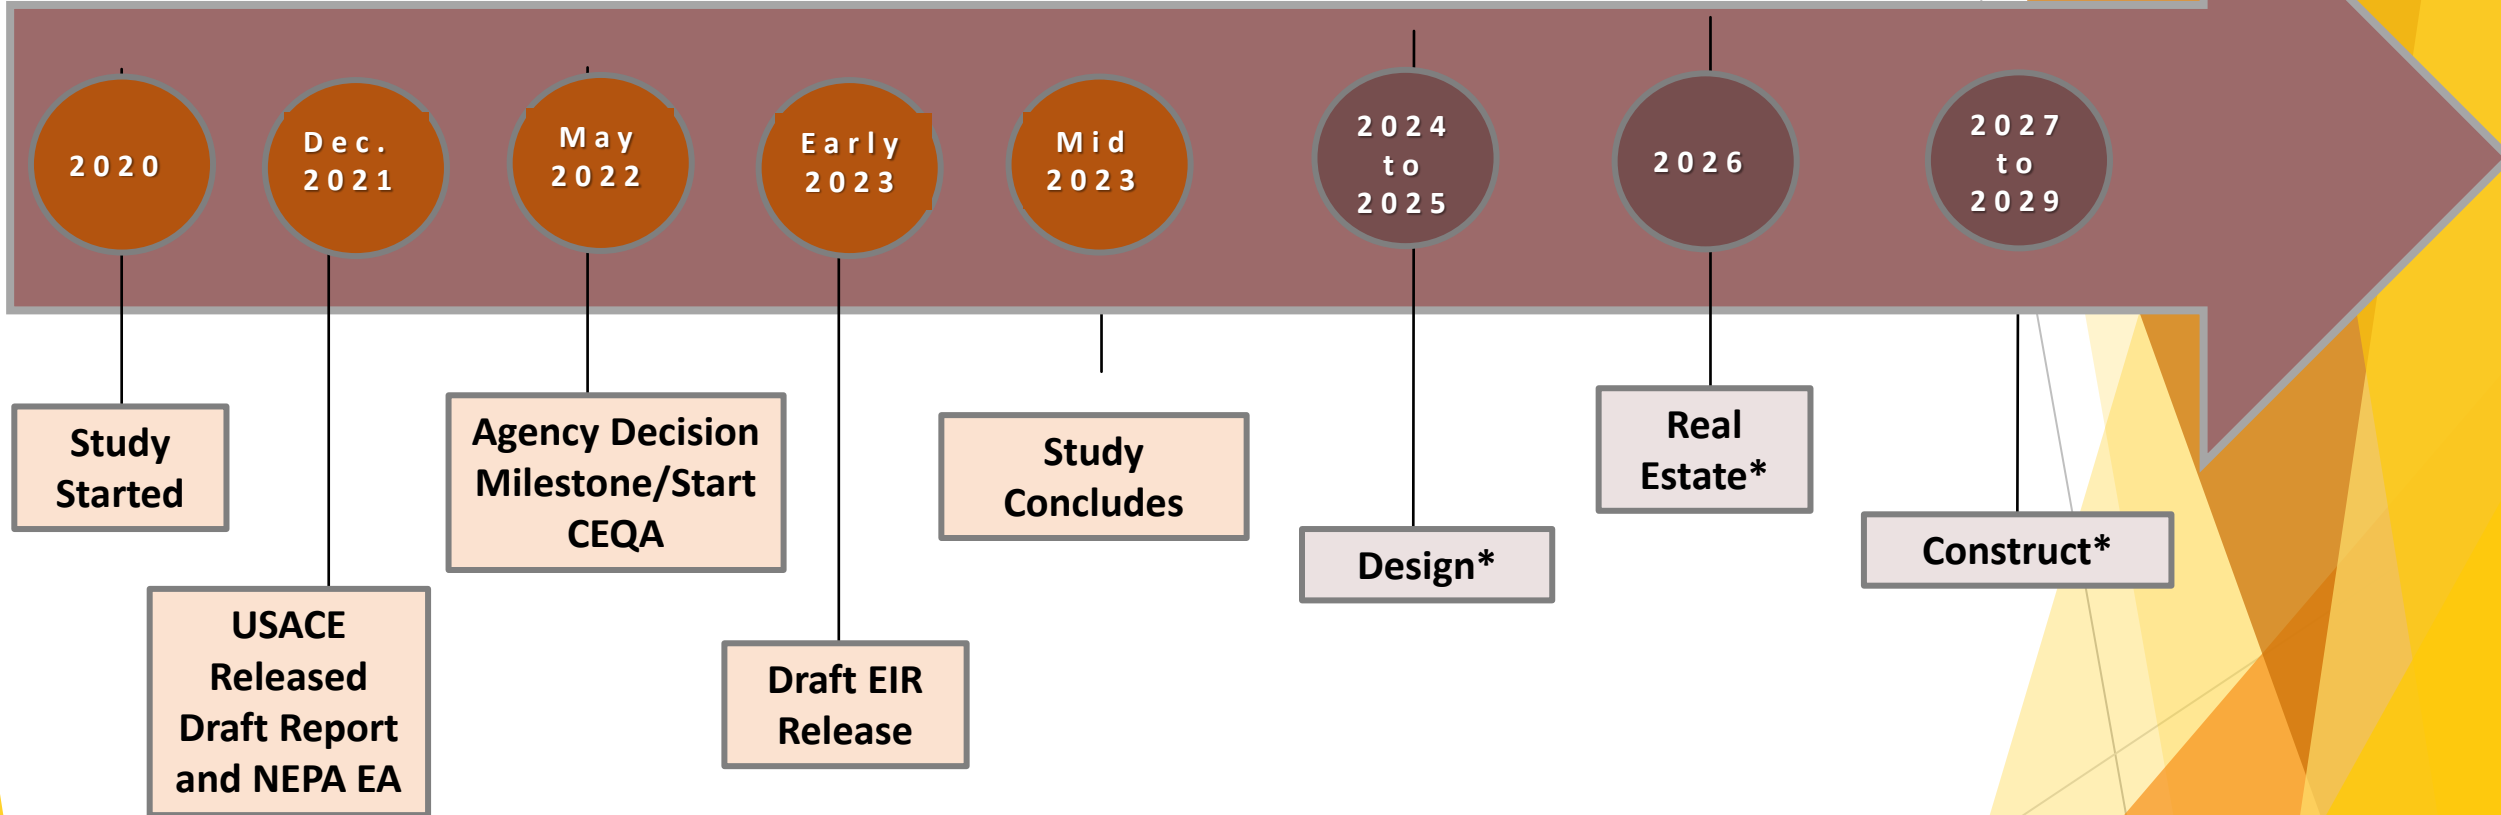 2020
Dec.
2021
May
2022
Early
2023
Mid
2023
2024
to
2025
2026
2027
to
2029
Study
Started
USACE
Released
Draft Report
and NEPA EA
Agency Decision
Milestone/Start
CEQA
Draft EIR
Release
Study
Concludes
Design*
Real
Estate*
Construct*